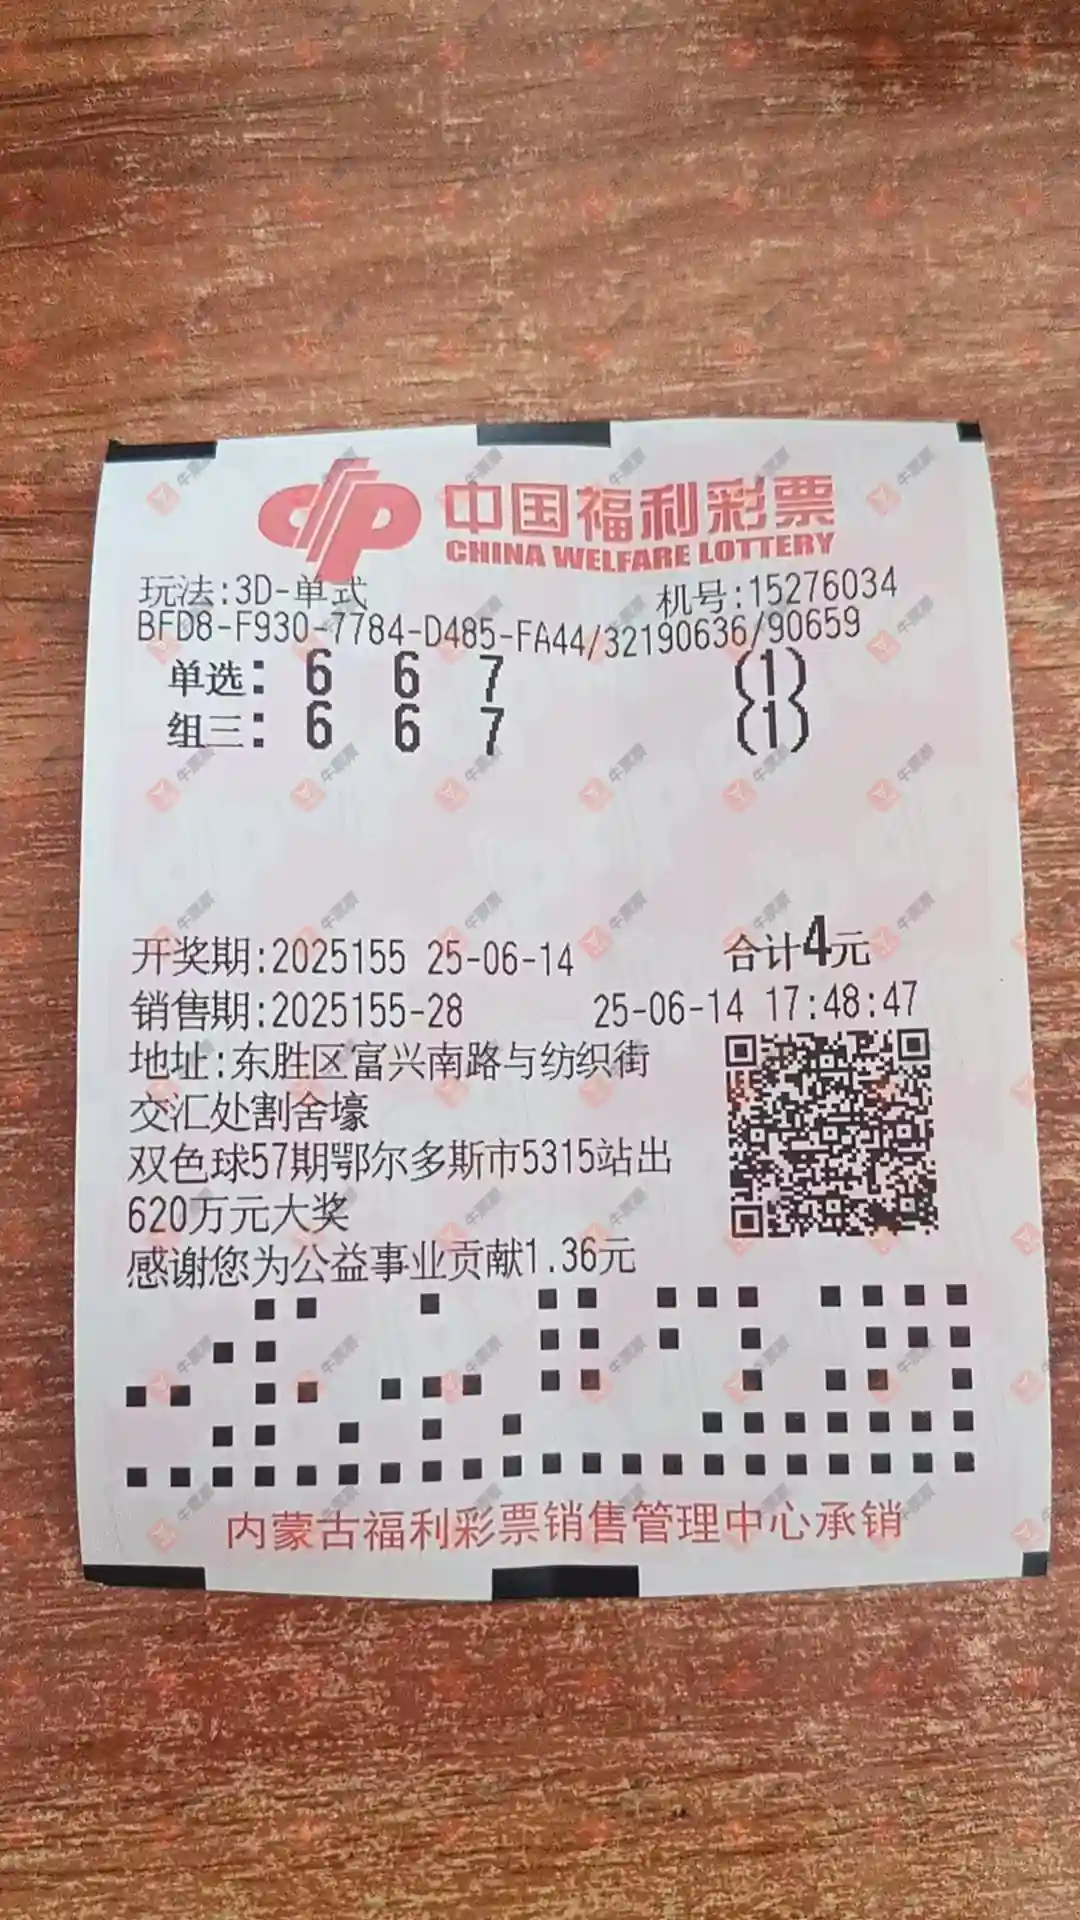 中国福利彩票
CHINA WELFARE LOTTERY
玩法:3D-单式 机号:15276034
BFD8-F930-7784-D485-FA44/32190636/90659
单选: 6 6 7 (1)
组三: 6 6 7 (1)
开奖期:2025155 25-06-14 合计4元
销售期:2025155-28 25-06-14 17:48:47
地址:东胜区富兴南路与纺织街
交汇处割舍壕
双色球57期鄂尔多斯市5315站出
620万元大奖
感谢您为公益事业贡献1.36元
内蒙古福利彩票销售管理中心承销